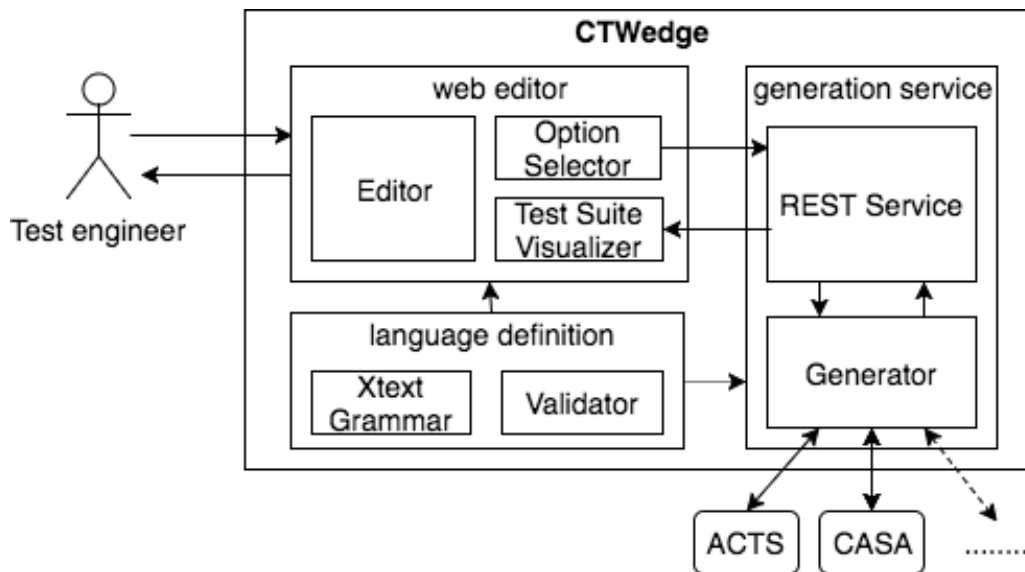 CTWedge
web editor
generation service
Editor
Option
Selector
Test Suite
Visualizer
REST Service
Test engineer
language definition
Xtext
Grammar
Validator
Generator
ACTS
CASA
.........